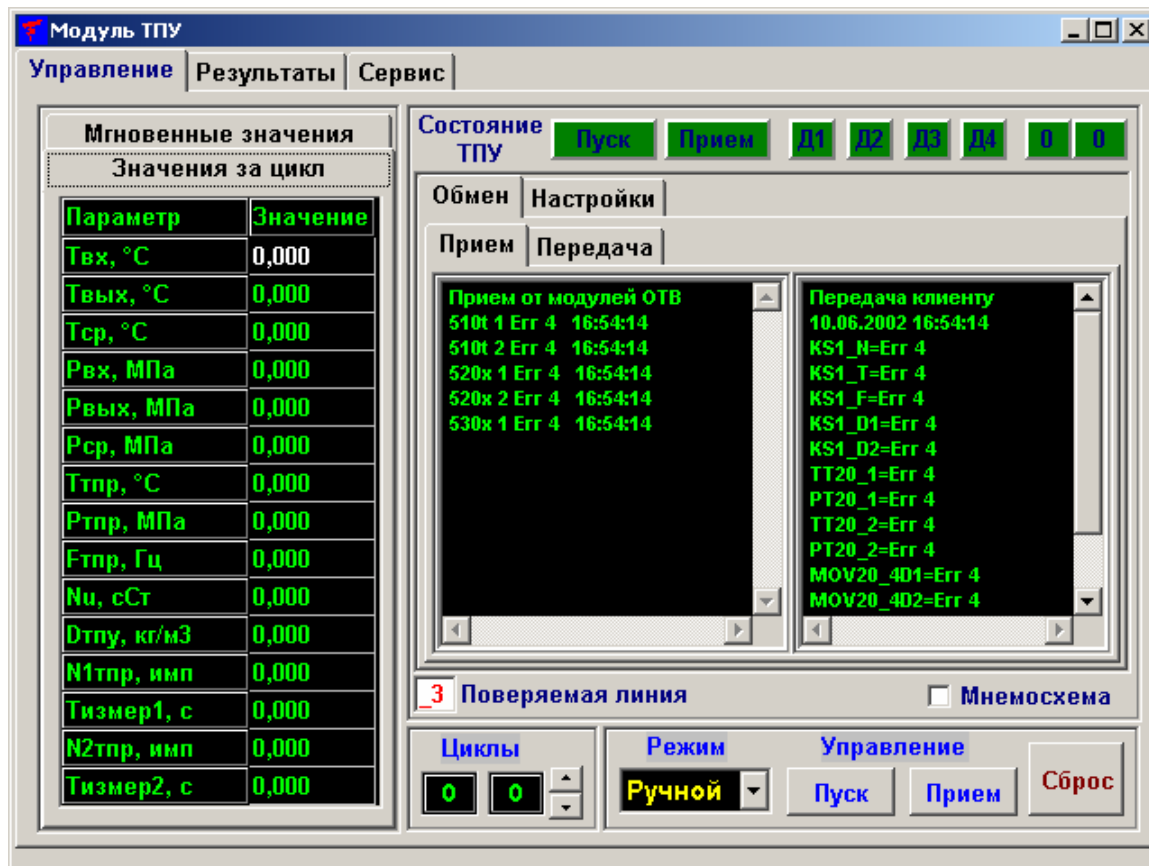 Модуль ТПУ
Управление Результаты Сервис
Мгновенные значения
Значения за цикл
Параметр Значение
Твх, °С 0,000
Твых, °С 0,000
Тср, °С 0,000
Рвх, МПа 0,000
Рвых, МПа 0,000
Рср, МПа 0,000
Ттпр, °С 0,000
Ртпр, МПа 0,000
Fтпр, Гц 0,000
Nu, сСт 0,000
Dтпу, кг/м3 0,000
N1тпр, имп 0,000
Тизмер1, с 0,000
N2тпр, имп 0,000
Тизмер2, с 0,000
Состояние
ТПУ
Пуск Прием Д1 Д2 Д3 Д4 0 0
Обмен Настройки
Прием Передача
Прием от модулей ОТВ
510t 1 Err 4 16:54:14
510t 2 Err 4 16:54:14
520x 1 Err 4 16:54:14
520x 2 Err 4 16:54:14
530x 1 Err 4 16:54:14
Передача клиенту
10.06.2002 16:54:14
KS1_N=Err 4
KS1_T=Err 4
KS1_F=Err 4
KS1_D1=Err 4
KS1_D2=Err 4
TT20_1=Err 4
PT20_1=Err 4
TT20_2=Err 4
PT20_2=Err 4
MOV20_4D1=Err 4
MOV20_4D2=Err 4
_3 Поверяемая линия
Мнемосхема
Циклы
0 0
Режим
Ручной
Управление
Пуск Прием
Сброс